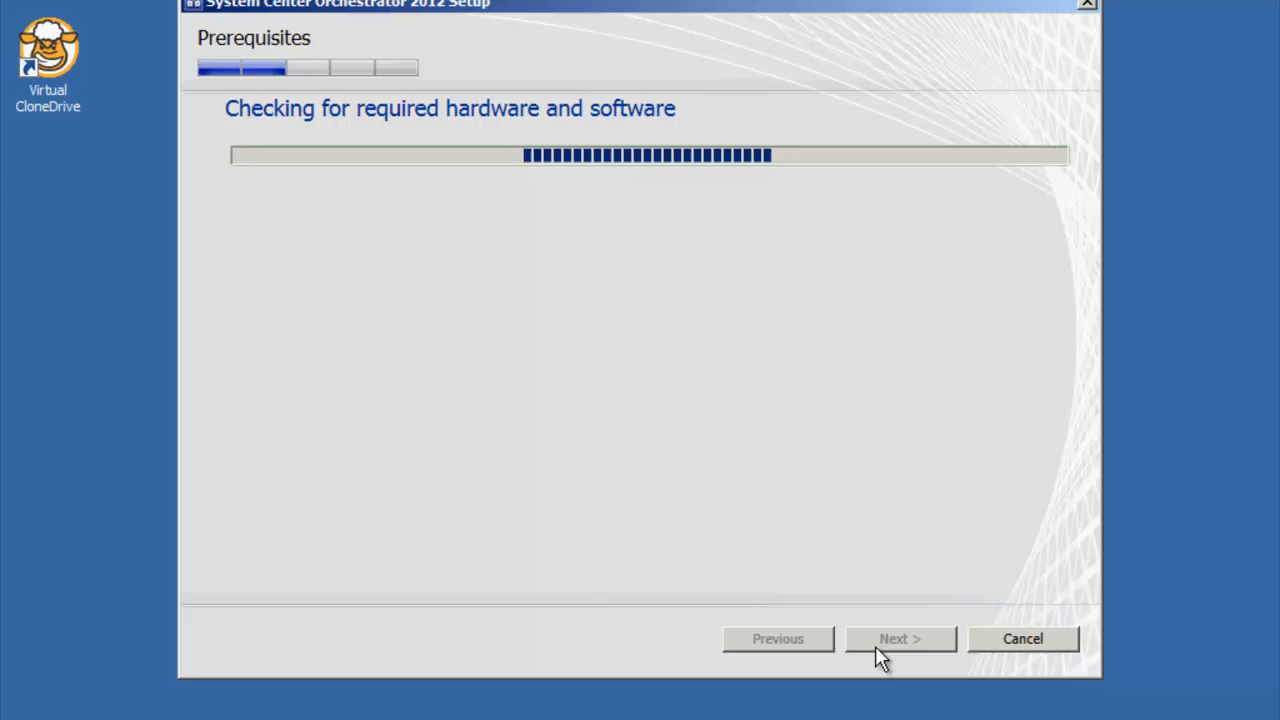 System Center Orchestrator 2012 Setup
Prerequisites
Checking for required hardware and software
Virtual
CloneDrive
Previous
Next >
Cancel